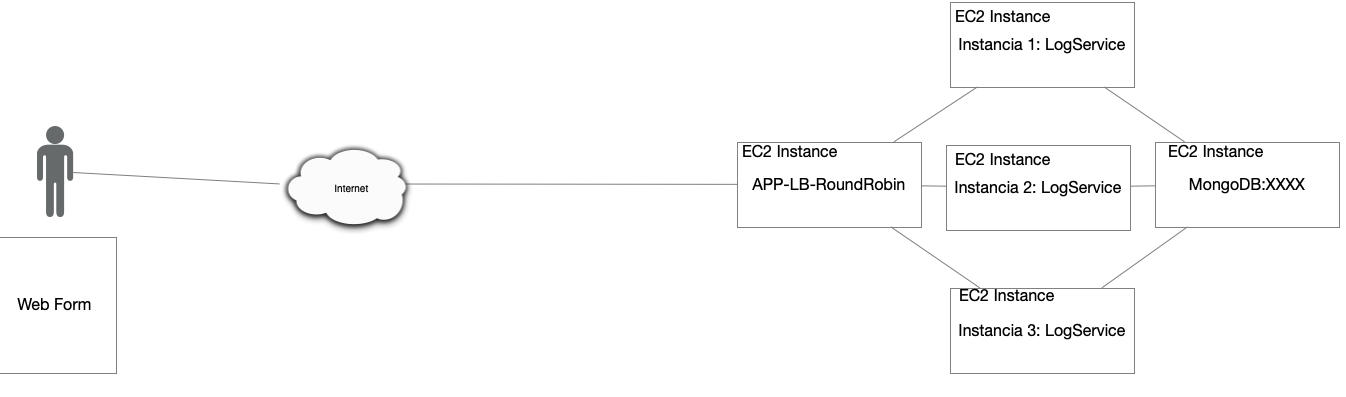 EC2 Instance
Instancia 1: LogService
EC2 Instance
APP-LB-RoundRobin
EC2 Instance
Instancia 2: LogService
EC2 Instance
MongoDB:XXXX
Internet
EC2 Instance
Instancia 3: LogService
Web Form